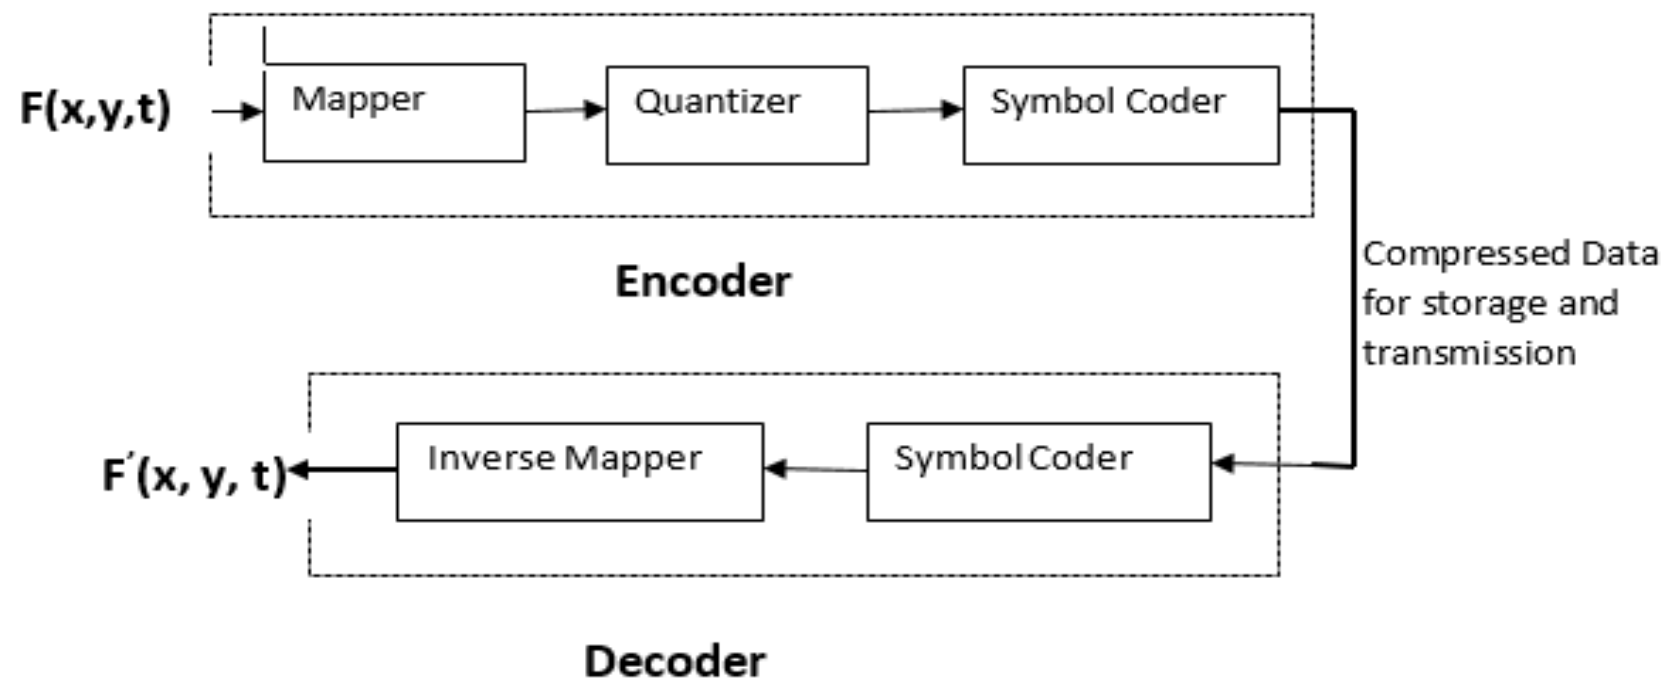 F(x,y,t)
Mapper
Quantizer
Symbol Coder
Encoder
Compressed Data
for storage and
transmission
F′(x, y, t)
Inverse Mapper
Symbol Coder
Decoder